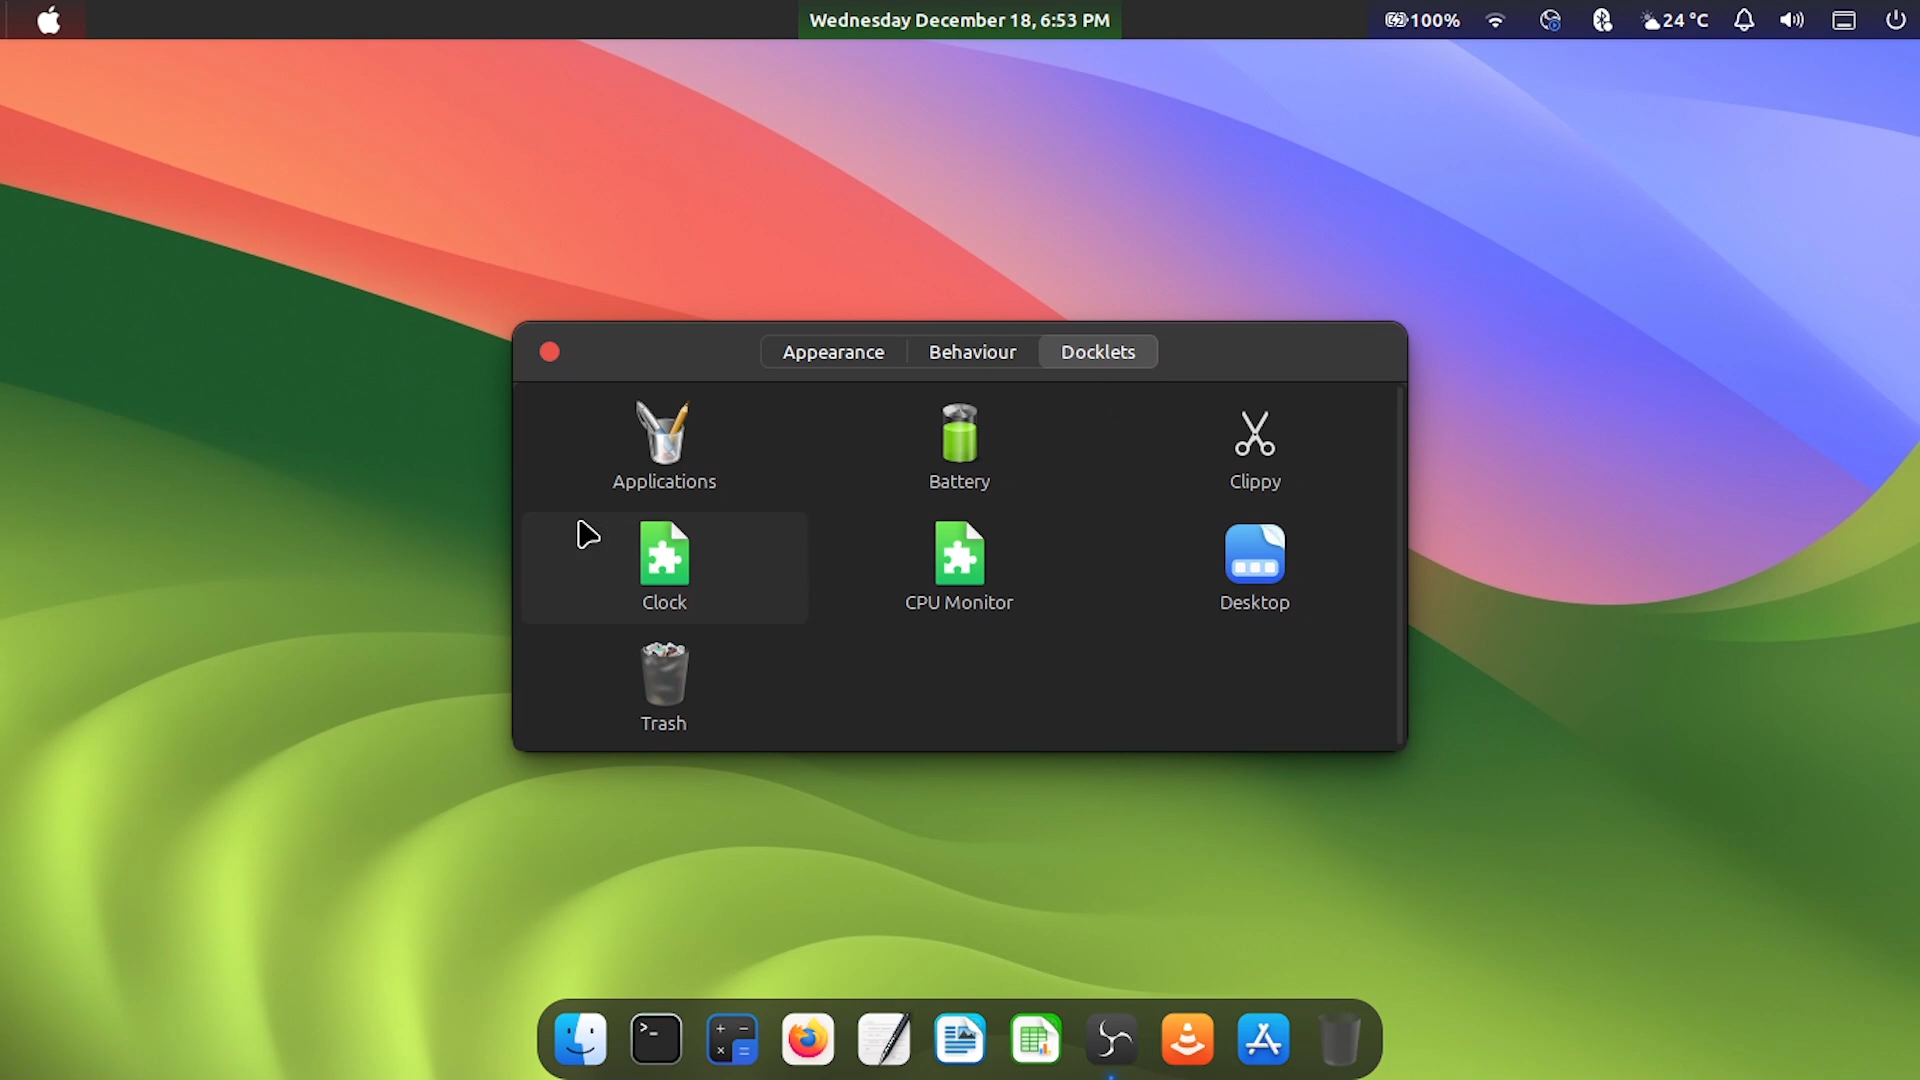 Wednesday December 18, 6:53 PM
100%
24 °C
Appearance
Behaviour
Docklets
Applications
Battery
Clippy
Clock
CPU Monitor
Desktop
Trash